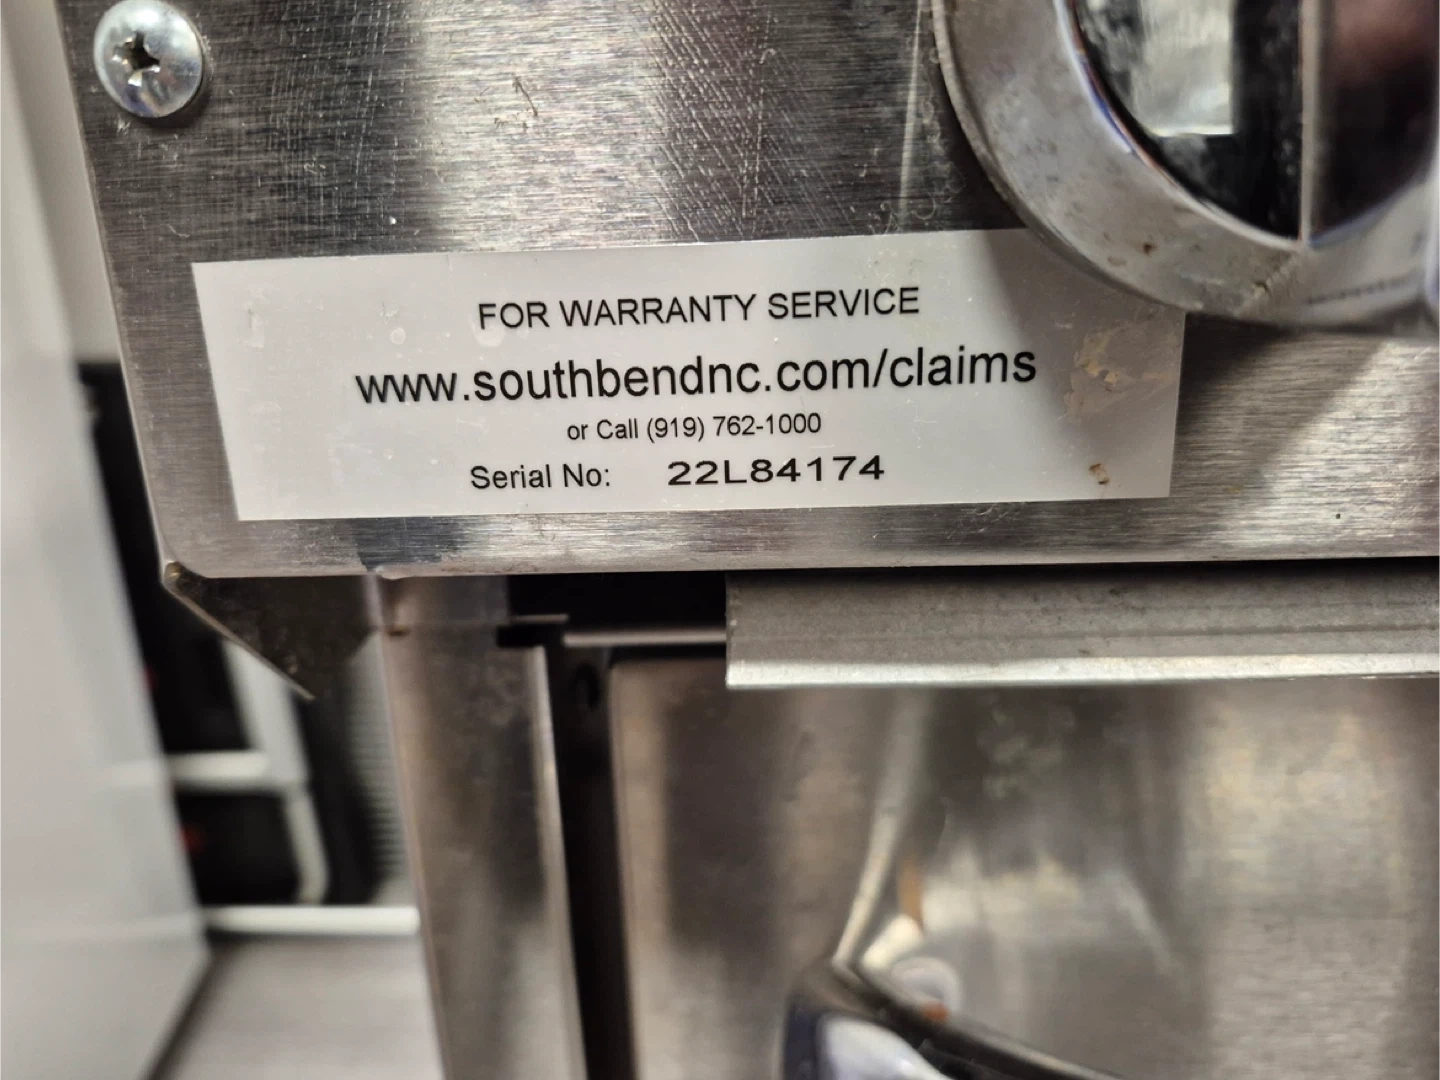 FOR WARRANTY SERVICE
www.southbendnc.com/claims
or Call (919) 762-1000
Serial No: 22L84174